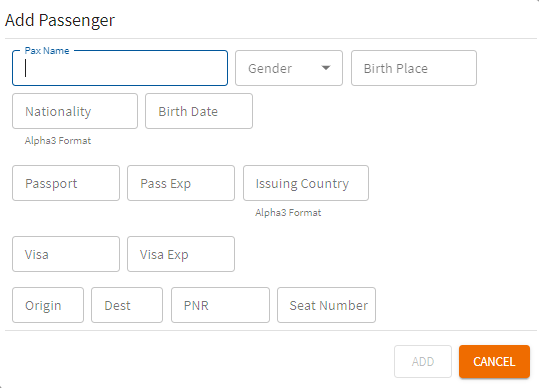 Add Passenger
Pax Name
Gender Birth Place
Nationality Birth Date
Alpha3 Format
Passport Pass Exp Issuing Country
Alpha3 Format
Visa Visa Exp
Origin Dest PNR Seat Number
ADD CANCEL